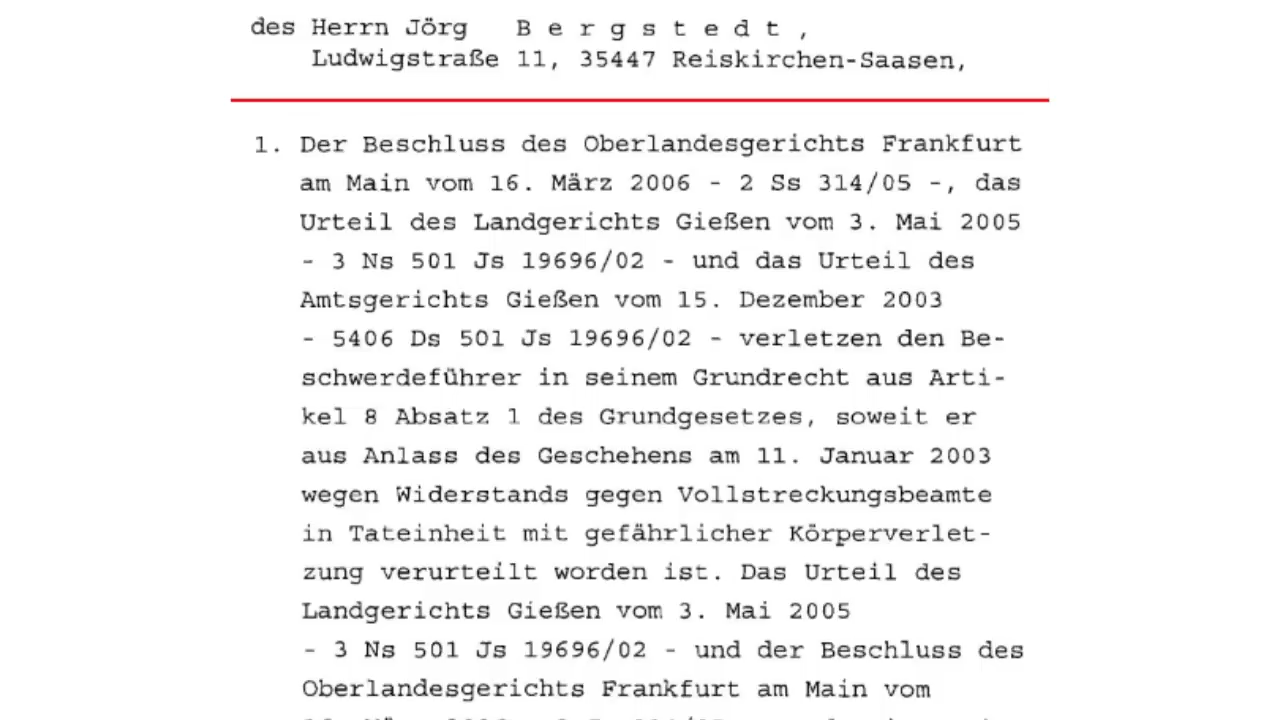 des Herrn Jörg B e r g s t e d t ,
Ludwigstraße 11, 35447 Reiskirchen-Saasen,
1. Der Beschluss des Oberlandesgerichts Frankfurt
am Main vom 16. März 2006 - 2 Ss 314/05 -, das
Urteil des Landgerichts Gießen vom 3. Mai 2005
- 3 Ns 501 Js 19696/02 - und das Urteil des
Amtsgerichts Gießen vom 15. Dezember 2003
- 5406 Ds 501 Js 19696/02 - verletzen den Be-
schwerdeführer in seinem Grundrecht aus Arti-
kel 8 Absatz 1 des Grundgesetzes, soweit er
aus Anlass des Geschehens am 11. Januar 2003
wegen Widerstands gegen Vollstreckungsbeamte
in Tateinheit mit gefährlicher Körperverlet-
zung verurteilt worden ist. Das Urteil des
Landgerichts Gießen vom 3. Mai 2005
- 3 Ns 501 Js 19696/02 - und der Beschluss des
Oberlandesgerichts Frankfurt am Main vom